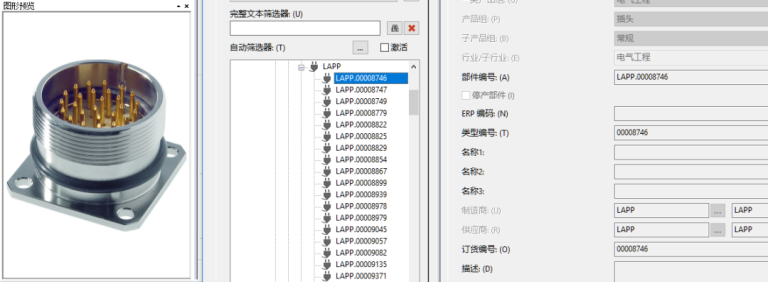 图形预览
完整文本筛选器: (U)
自动筛选器: (T)
...
激活
LAPP
LAPP.00008746
LAPP.00008747
LAPP.00008749
LAPP.00008779
LAPP.00008822
LAPP.00008825
LAPP.00008829
LAPP.00008854
LAPP.00008867
LAPP.00008899
LAPP.00008939
LAPP.00008978
LAPP.00008979
LAPP.00009045
LAPP.00009057
LAPP.00009082
LAPP.00009135
LAPP.00009371
电气工程
产品组: (P)
插头
子产品组: (B)
常规
行业/子行业: (E)
电气工程
部件编号: (A)
LAPP.00008746
停产部件 (I)
ERP 编码: (N)
类型编号: (T)
00008746
名称1:
名称2:
名称3:
制造商: (U)
LAPP
...
LAPP
供应商: (R)
LAPP
...
LAPP
订货编号: (O)
00008746
描述: (D)